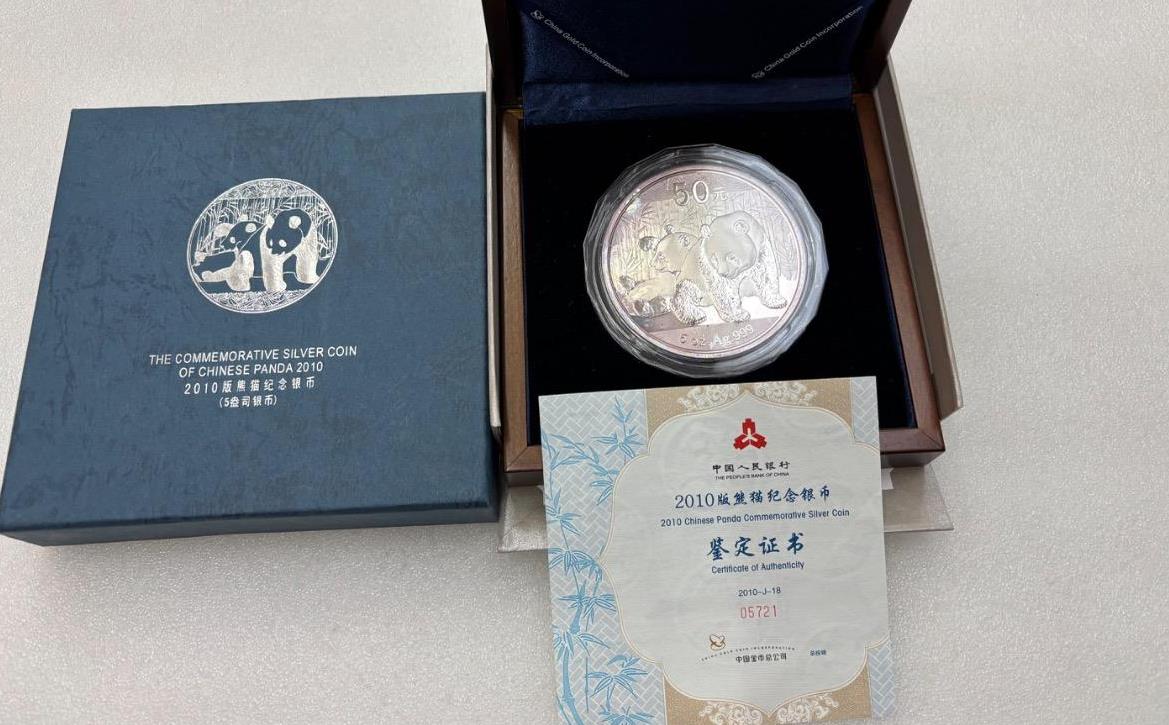 THE COMMEMORATIVE SILVER COIN
OF CHINESE PANDA 2010
2010版熊猫纪念银币
(5盎司银币)
China Gold Coin Incorporation
China Gold Coin Incorporation
50元
5 oz Ag.999
中国人民银行
THE PEOPLE'S BANK OF CHINA
2010版熊猫纪念银币
2010 Chinese Panda Commemorative Silver Coin
鉴定证书
Certificate of Authenticity
2010-J-18
05721
CHINA GOLD COIN INCORPORATION
中国金币总公司